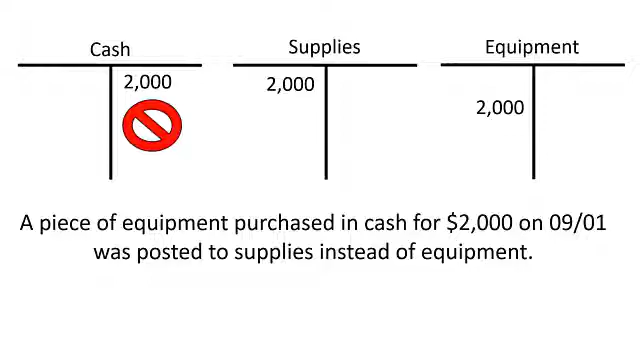 Cash Supplies Equipment
2,000 2,000
2,000
A piece of equipment purchased in cash for $2,000 on 09/01
was posted to supplies instead of equipment.